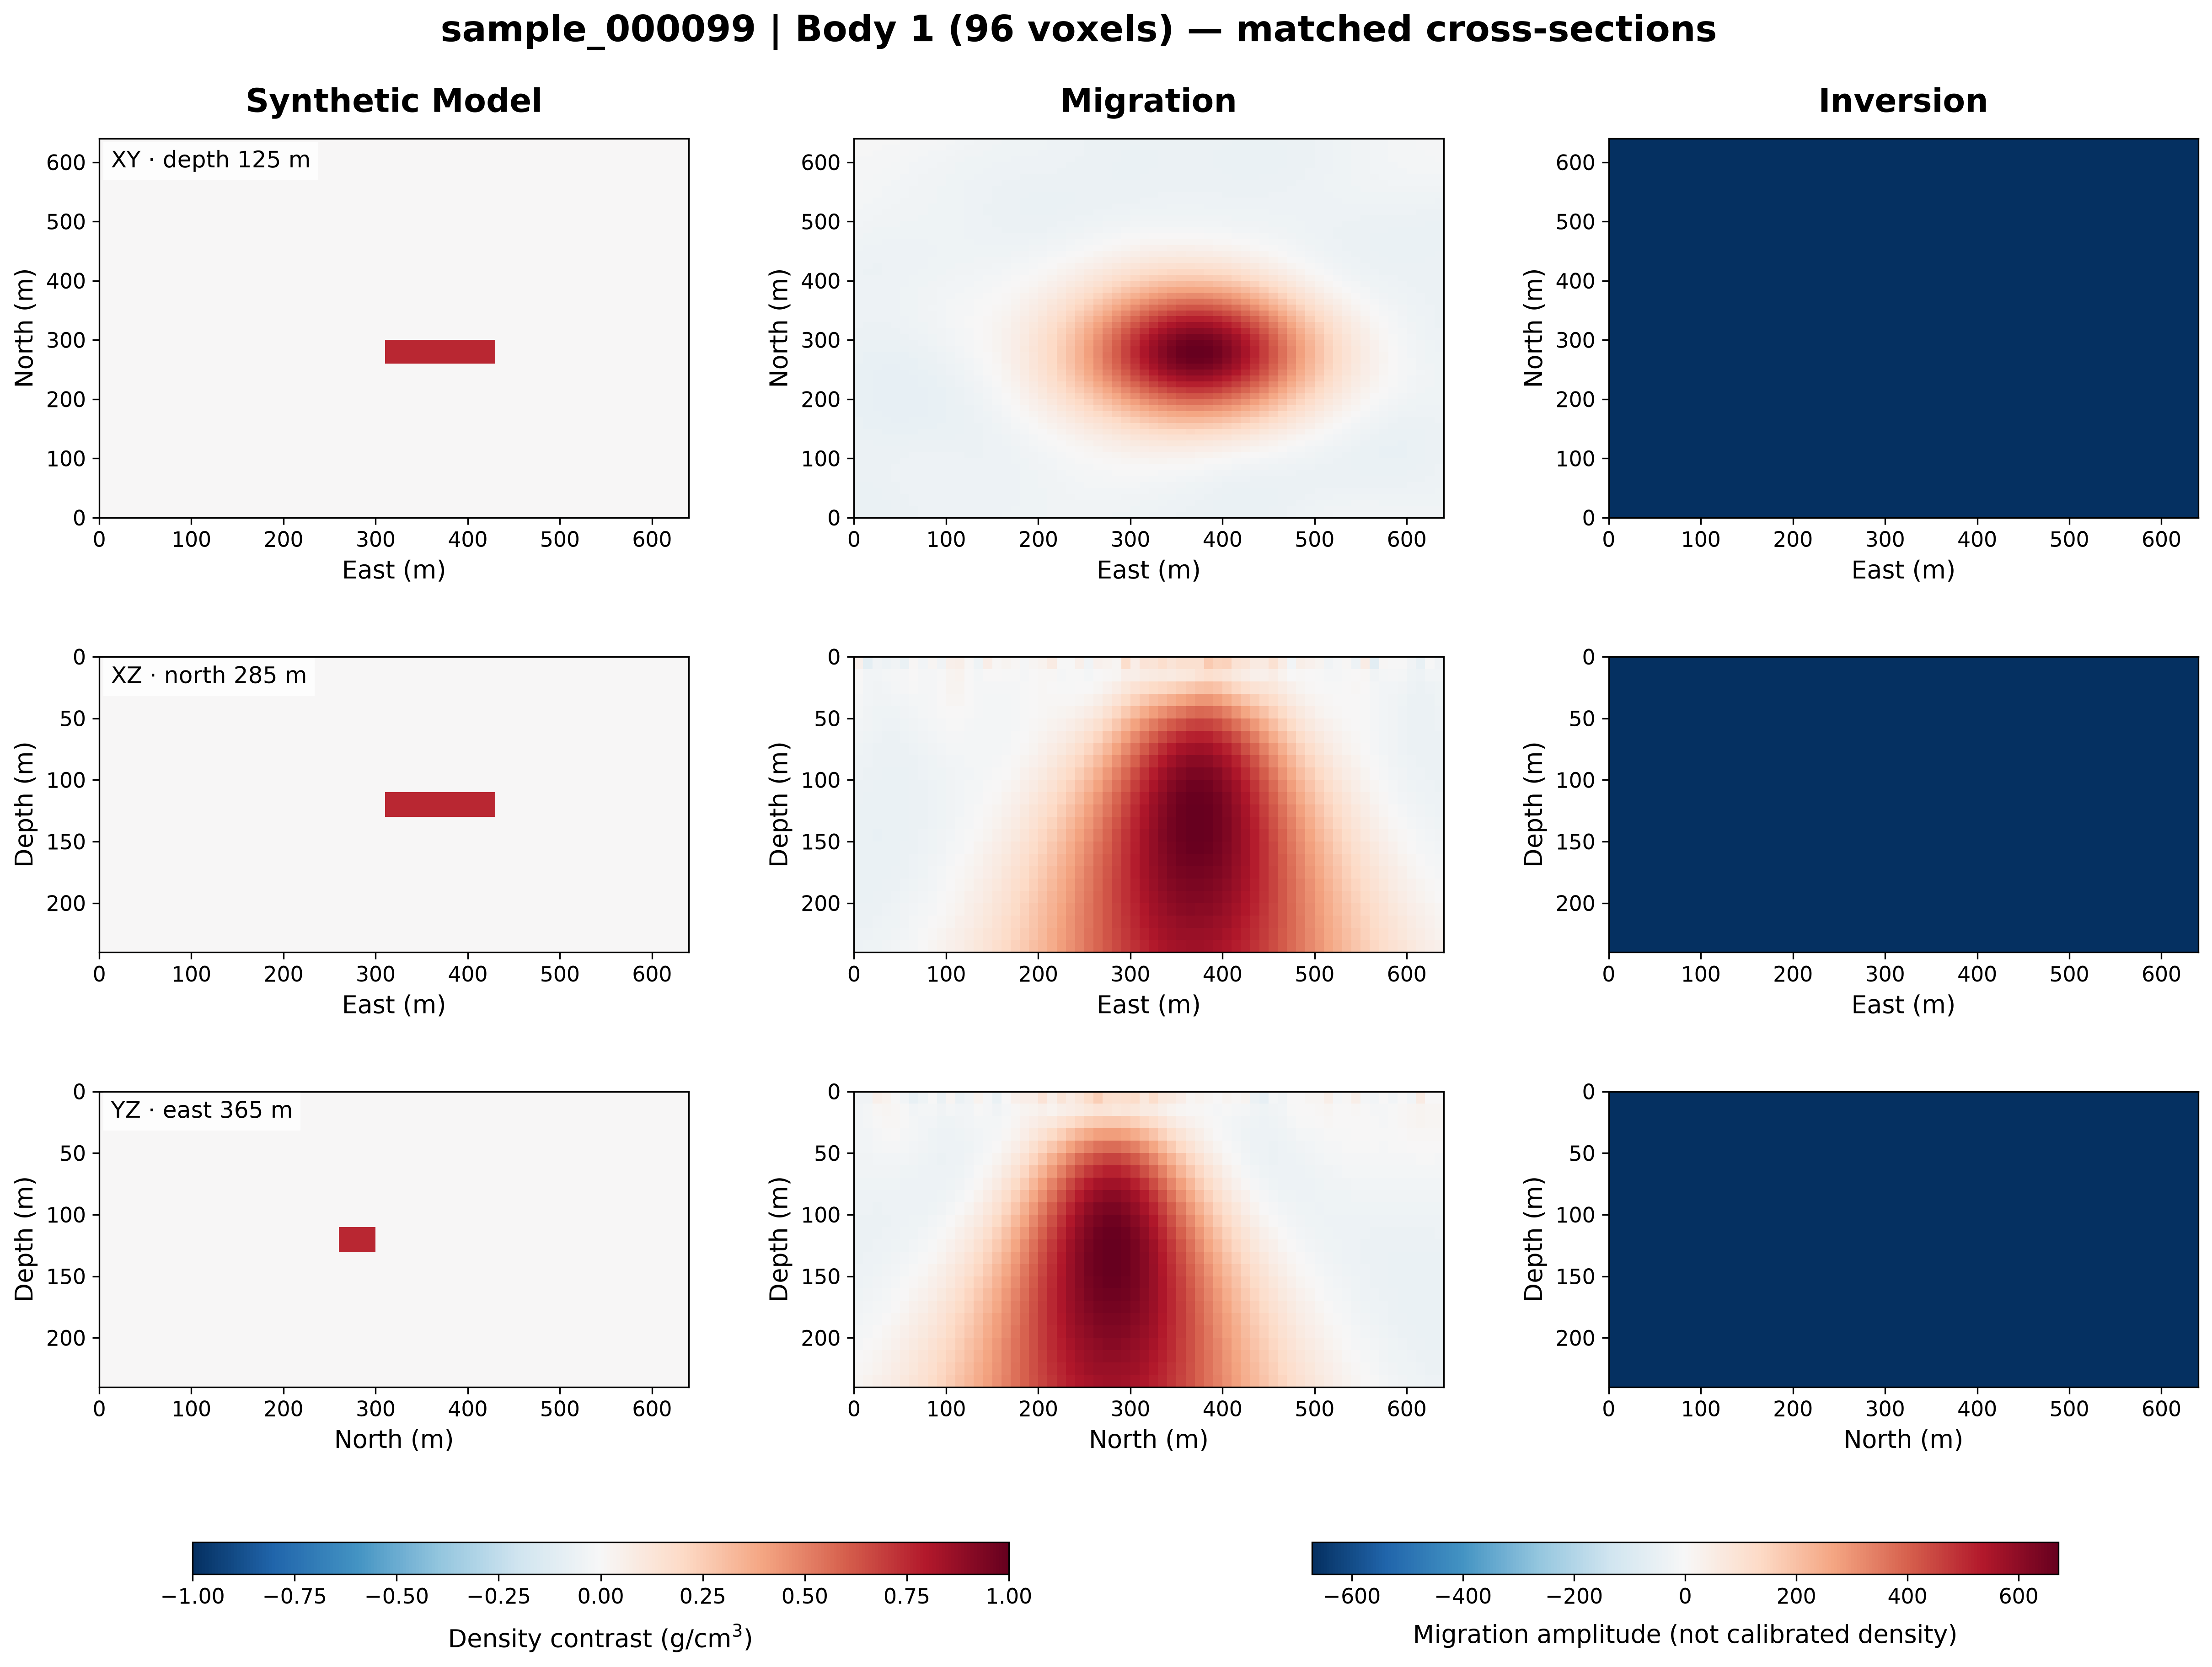 sample_000099 | Body 1 (96 voxels) — matched cross-sections
Synthetic Model
Migration
Inversion
XY · depth 125 m
North (m)
600
500
400
300
200
100
0
0 100 200 300 400 500 600
East (m)
North (m)
600
500
400
300
200
100
0
0 100 200 300 400 500 600
East (m)
North (m)
600
500
400
300
200
100
0
0 100 200 300 400 500 600
East (m)
XZ · north 285 m
Depth (m)
0
50
100
150
200
0 100 200 300 400 500 600
East (m)
Depth (m)
0
50
100
150
200
0 100 200 300 400 500 600
East (m)
Depth (m)
0
50
100
150
200
0 100 200 300 400 500 600
East (m)
YZ · east 365 m
Depth (m)
0
50
100
150
200
0 100 200 300 400 500 600
North (m)
Depth (m)
0
50
100
150
200
0 100 200 300 400 500 600
North (m)
Depth (m)
0
50
100
150
200
0 100 200 300 400 500 600
North (m)
−1.00 −0.75 −0.50 −0.25 0.00 0.25 0.50 0.75 1.00
Density contrast (g/cm³)
−600 −400 −200 0 200 400 600
Migration amplitude (not calibrated density)